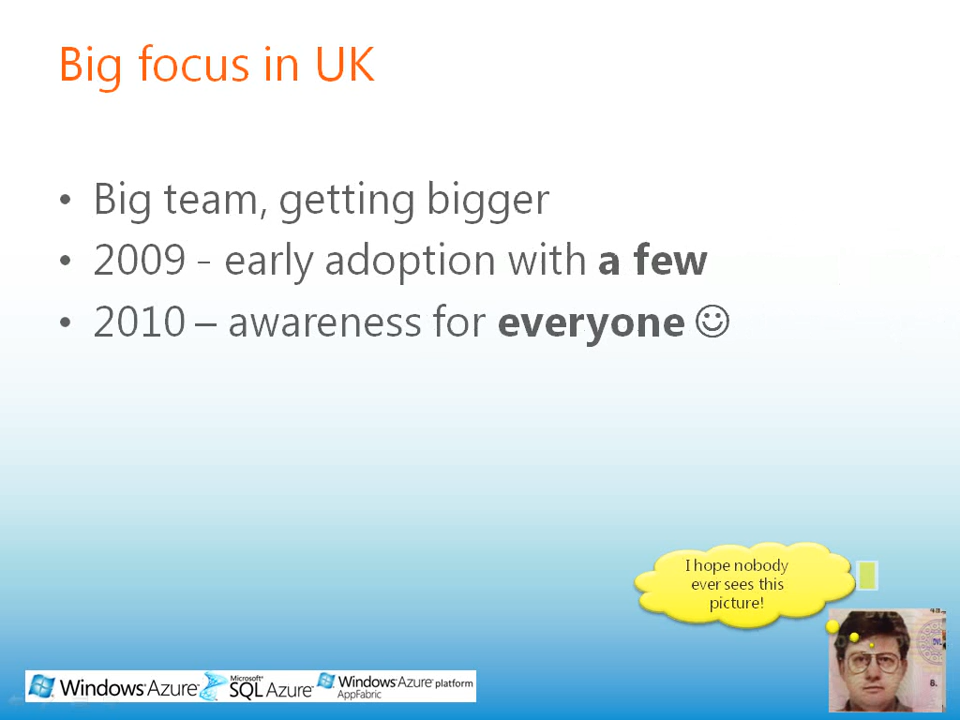 Big focus in UK
• Big team, getting bigger
• 2009 - early adoption with a few
• 2010 – awareness for everyone ☺
I hope nobody
ever sees this
picture!
8.
Windows Azure Microsoft SQL Azure Windows Azure platform AppFabric